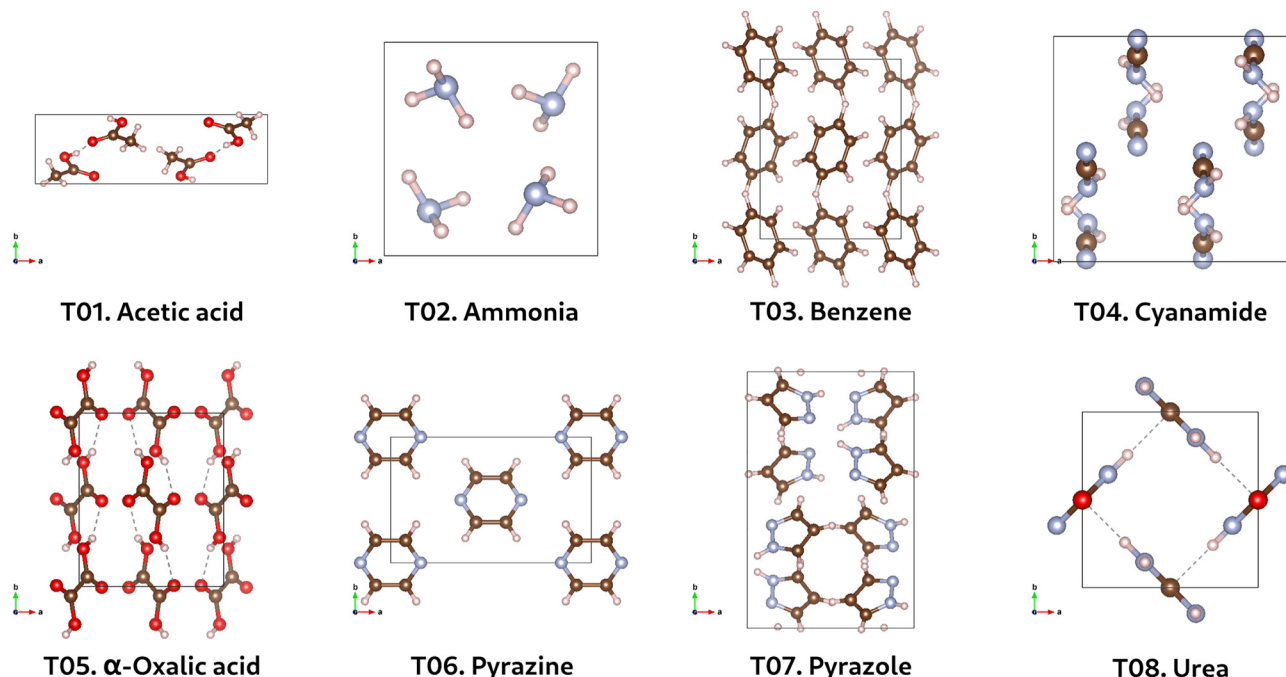 b
a
T01. Acetic acid
b
a
T02. Ammonia
b
a
T03. Benzene
b
a
T04. Cyanamide
b
a
T05. α-Oxalic acid
b
a
T06. Pyrazine
b
a
T07. Pyrazole
b
a
T08. Urea